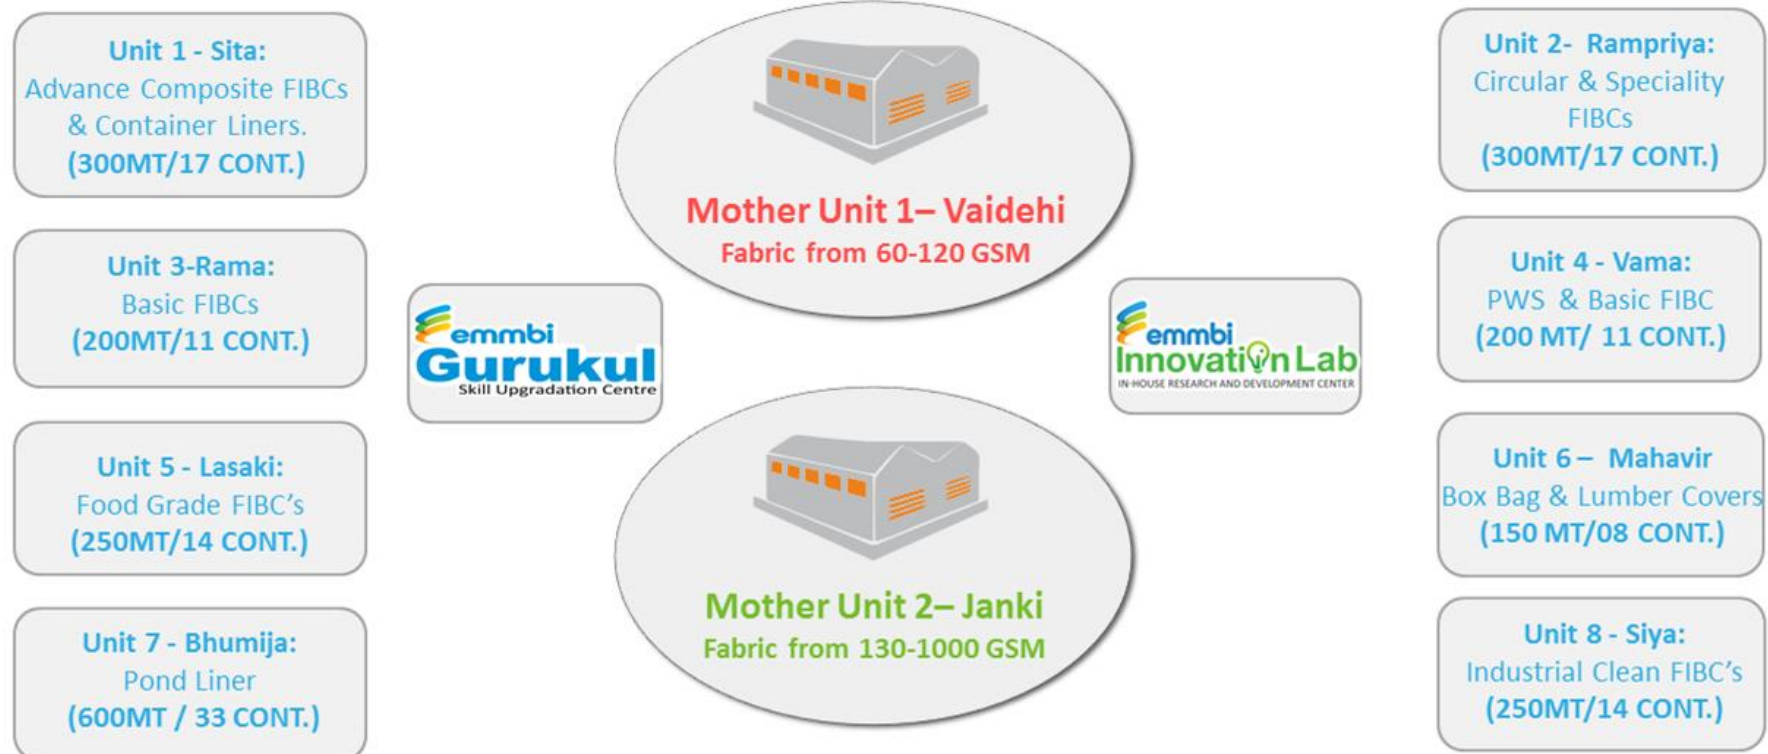 Unit 1 - Sita:
Advance Composite FIBCs
& Container Liners.
(300MT/17 CONT.)
Mother Unit 1– Vaidehi
Fabric from 60-120 GSM
Unit 2-  Rampriya:
Circular & Speciality
FIBCs
(300MT/17 CONT.)
Unit 3-Rama:
Basic FIBCs
(200MT/11 CONT.)
emmbi
Gurukul
Skill Upgradation Centre
emmbi
Innovation Lab
IN-HOUSE RESEARCH AND DEVELOPMENT CENTER
Unit 4 - Vama:
PWS & Basic FIBC
(200 MT/ 11 CONT.)
Unit 5 - Lasaki:
Food Grade FIBC’s
(250MT/14 CONT.)
Mother Unit 2– Janki
Fabric from 130-1000 GSM
Unit 6 –  Mahavir
Box Bag & Lumber Covers
(150 MT/08 CONT.)
Unit 7 - Bhumija:
Pond Liner
(600MT / 33 CONT.)
Unit 8 - Siya:
Industrial Clean FIBC’s
(250MT/14 CONT.)